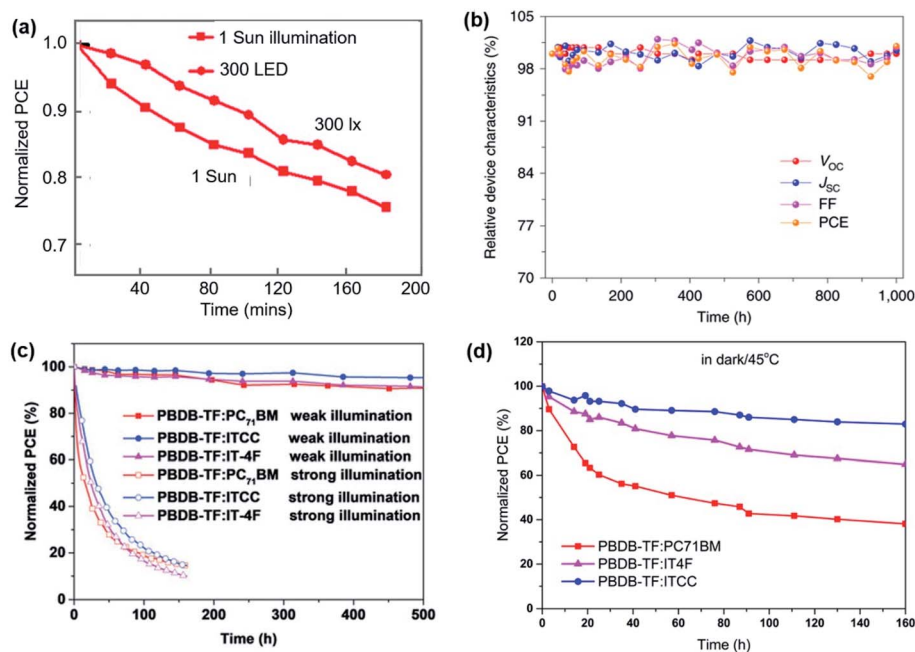 (a)
1.0
0.9
0.8
0.7
Normalized PCE
1 Sun illumination
300 LED
300 lx
1 Sun
40 80 120 160 200
Time (mins)
(b)
105
98
91
84
77
70
Relative device characteristics (%)
V_OC
J_SC
FF
PCE
0 200 400 600 800 1,000
Time (h)
(c)
100
80
60
40
20
0
Normalized PCE (%)
PBDB-TF:PC₇₁BM weak illumination
PBDB-TF:ITCC weak illumination
PBDB-TF:IT-4F weak illumination
PBDB-TF:PC₇₁BM strong illumination
PBDB-TF:ITCC strong illumination
PBDB-TF:IT-4F strong illumination
0 100 200 300 400 500
Time (h)
(d)
in dark/45°C
120
100
80
60
40
20
0
Normalized PCE (%)
PBDB-TF:PC71BM
PBDB-TF:IT4F
PBDB-TF:ITCC
0 20 40 60 80 100 120 140 160
Time (h)